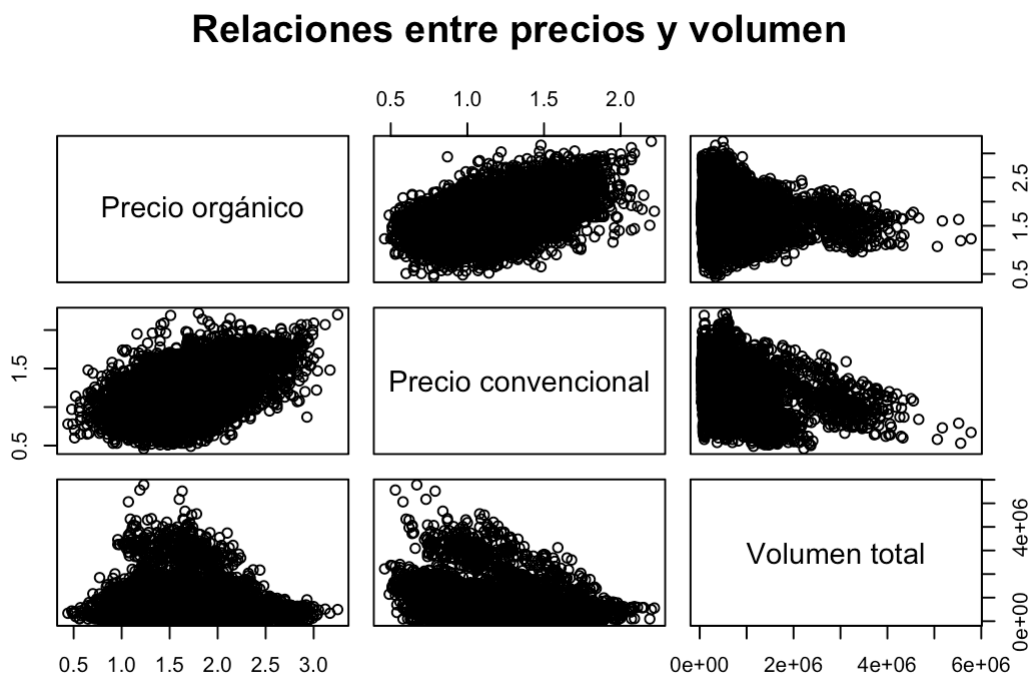 Relaciones entre precios y volumen
0.5 1.0 1.5 2.0
Precio orgánico
0.5 1.5 2.5
0.5 1.5
Precio convencional
Volumen total
0e+00 4e+06
0.5 1.0 1.5 2.0 2.5 3.0
0e+00 2e+06 4e+06 6e+06